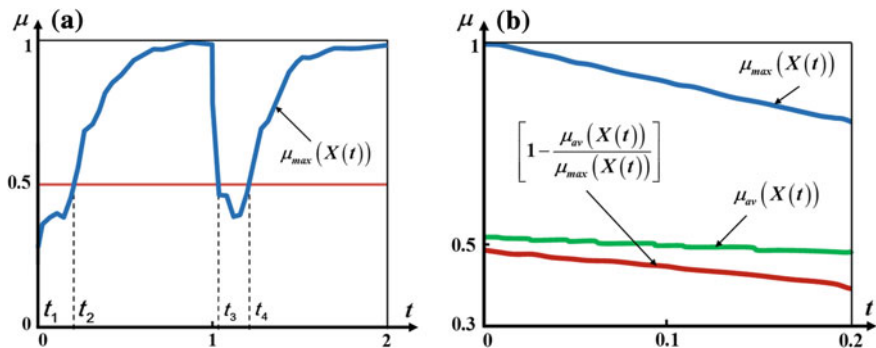 μ (a)
1
μmax(X(t))
0.5
t1 t2 t3 t4 t
0
0 1 2
μ (b)
1
μmax(X(t))
[1 - μav(X(t)) / μmax(X(t))]
μav(X(t))
0.5
t
0.3
0 0.1 0.2